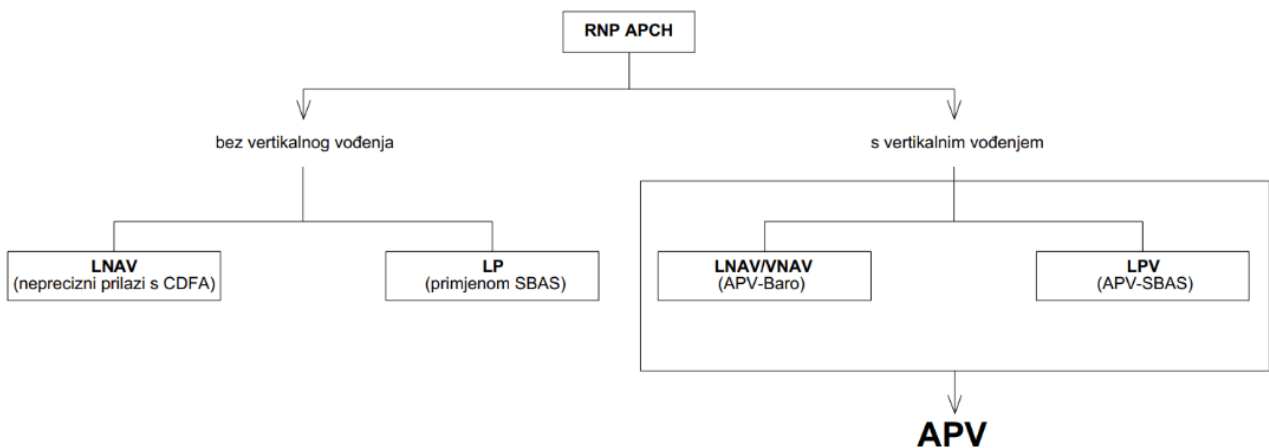 RNP APCH
bez vertikalnog vođenja
s vertikalnim vođenjem
LNAV
(neprecizni prilazi s CDFA)
LP
(primjenom SBAS)
LNAV/VNAV
(APV-Baro)
LPV
(APV-SBAS)
APV